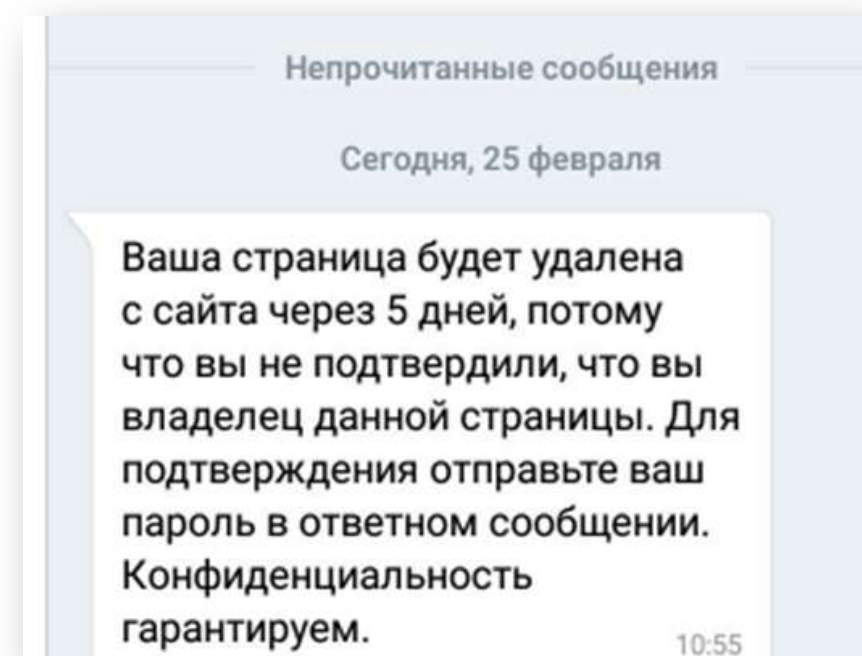 Непрочитанные сообщения
Сегодня, 25 февраля
Ваша страница будет удалена
с сайта через 5 дней, потому
что вы не подтвердили, что вы
владелец данной страницы. Для
подтверждения отправьте ваш
пароль в ответном сообщении.
Конфиденциальность
гарантируем.
10:55